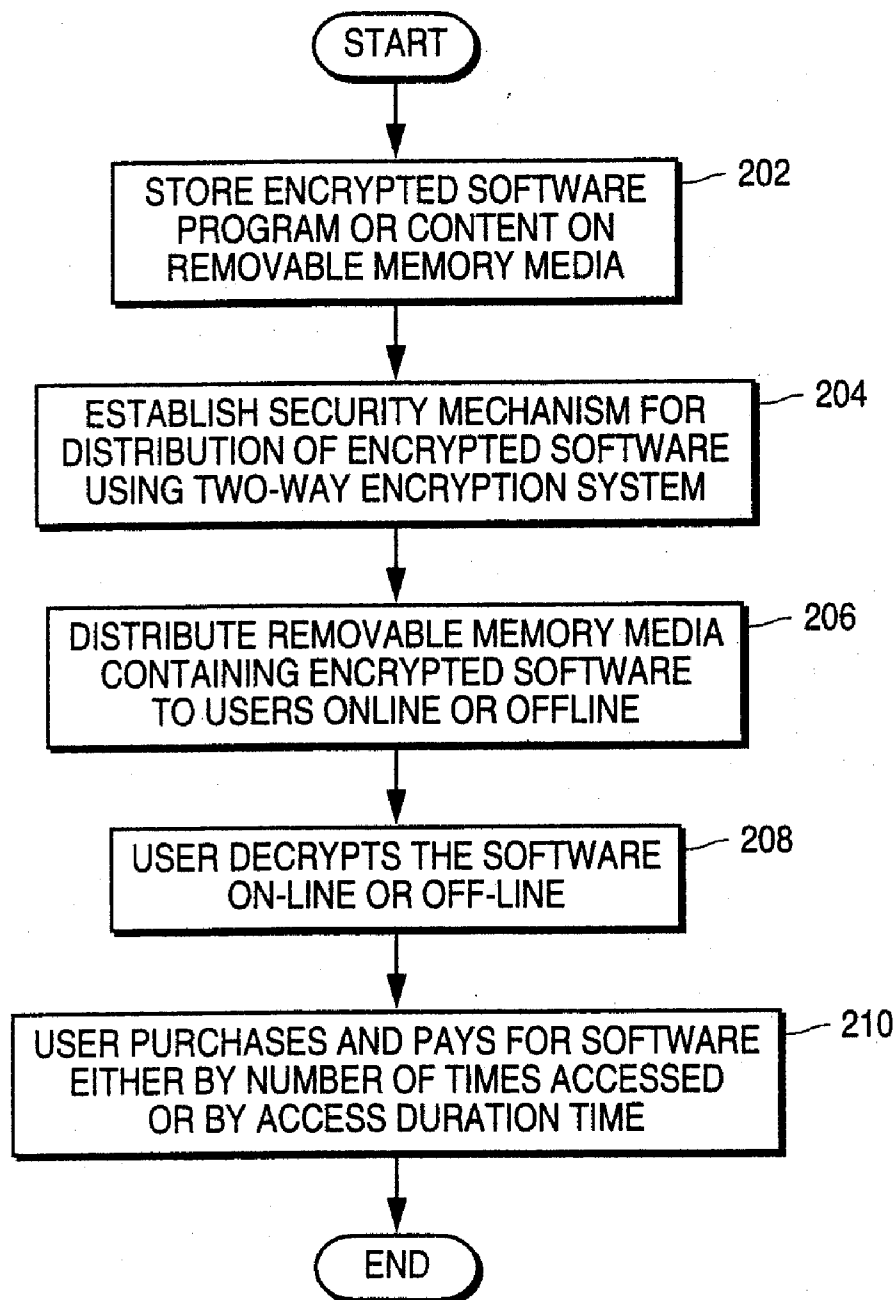 START
STORE ENCRYPTED SOFTWARE
PROGRAM OR CONTENT ON
REMOVABLE MEMORY MEDIA
202
ESTABLISH SECURITY MECHANISM FOR
DISTRIBUTION OF ENCRYPTED SOFTWARE
USING TWO-WAY ENCRYPTION SYSTEM
204
DISTRIBUTE REMOVABLE MEMORY MEDIA
CONTAINING ENCRYPTED SOFTWARE
TO USERS ONLINE OR OFFLINE
206
USER DECRYPTS THE SOFTWARE
ON-LINE OR OFF-LINE
208
USER PURCHASES AND PAYS FOR SOFTWARE
EITHER BY NUMBER OF TIMES ACCESSED
OR BY ACCESS DURATION TIME
210
END